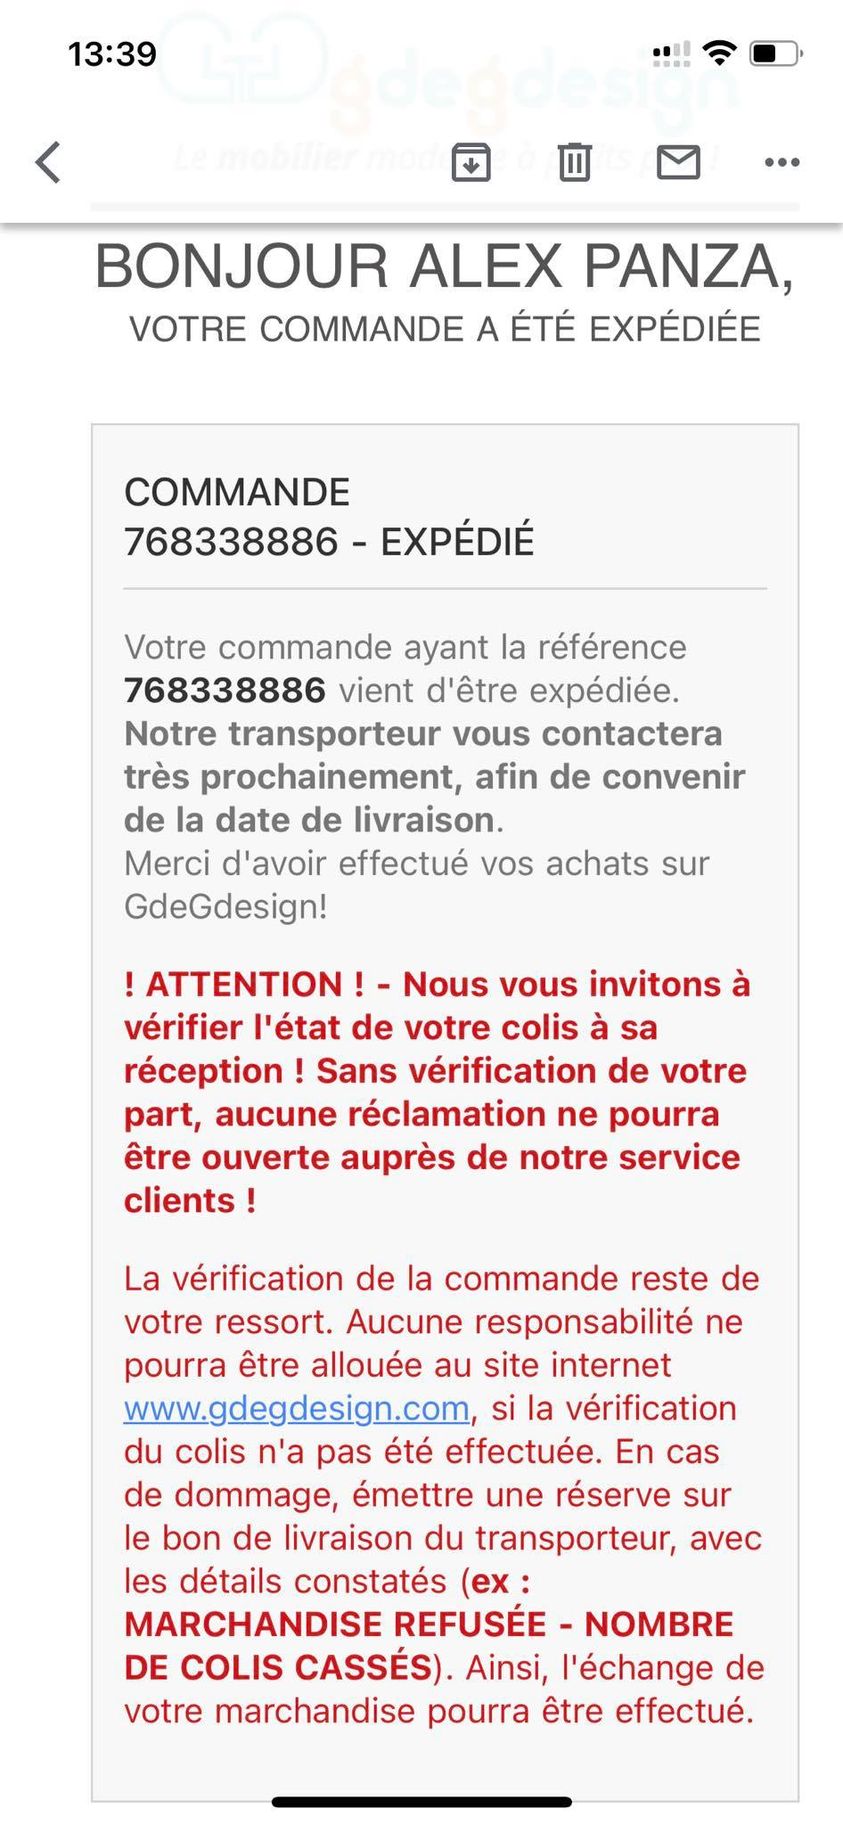 13:39
gdegdesign
Le mobilier mode e à p its p !
BONJOUR ALEX PANZA,
VOTRE COMMANDE A ÉTÉ EXPÉDIÉE
COMMANDE
768338886 - EXPÉDIÉ
Votre commande ayant la référence
768338886 vient d'être expédiée.
Notre transporteur vous contactera
très prochainement, afin de convenir
de la date de livraison.
Merci d'avoir effectué vos achats sur
GdeGdesign!
! ATTENTION ! - Nous vous invitons à
vérifier l'état de votre colis à sa
réception ! Sans vérification de votre
part, aucune réclamation ne pourra
être ouverte auprès de notre service
clients !
La vérification de la commande reste de
votre ressort. Aucune responsabilité ne
pourra être allouée au site internet
www.gdegdesign.com, si la vérification
du colis n'a pas été effectuée. En cas
de dommage, émettre une réserve sur
le bon de livraison du transporteur, avec
les détails constatés (ex :
MARCHANDISE REFUSÉE - NOMBRE
DE COLIS CASSÉS). Ainsi, l'échange de
votre marchandise pourra être effectué.